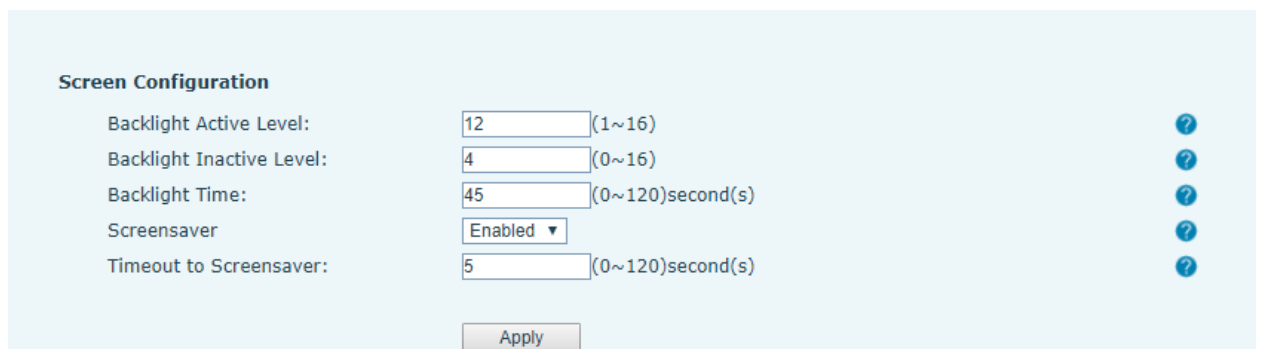 Screen Configuration
Backlight Active Level: 12 (1~16) ?
Backlight Inactive Level: 4 (0~16) ?
Backlight Time: 45 (0~120)second(s) ?
Screensaver Enabled ▼ ?
Timeout to Screensaver: 5 (0~120)second(s) ?
Apply